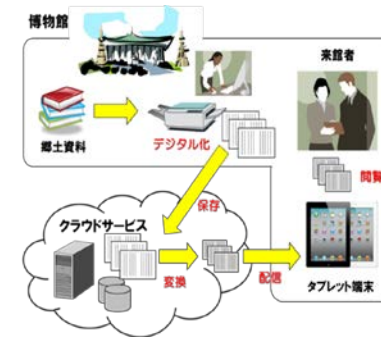 博物館
来館者
郷土資料
デジタル化
閲覧
保存
クラウドサービス
変換
配信
タブレット端末